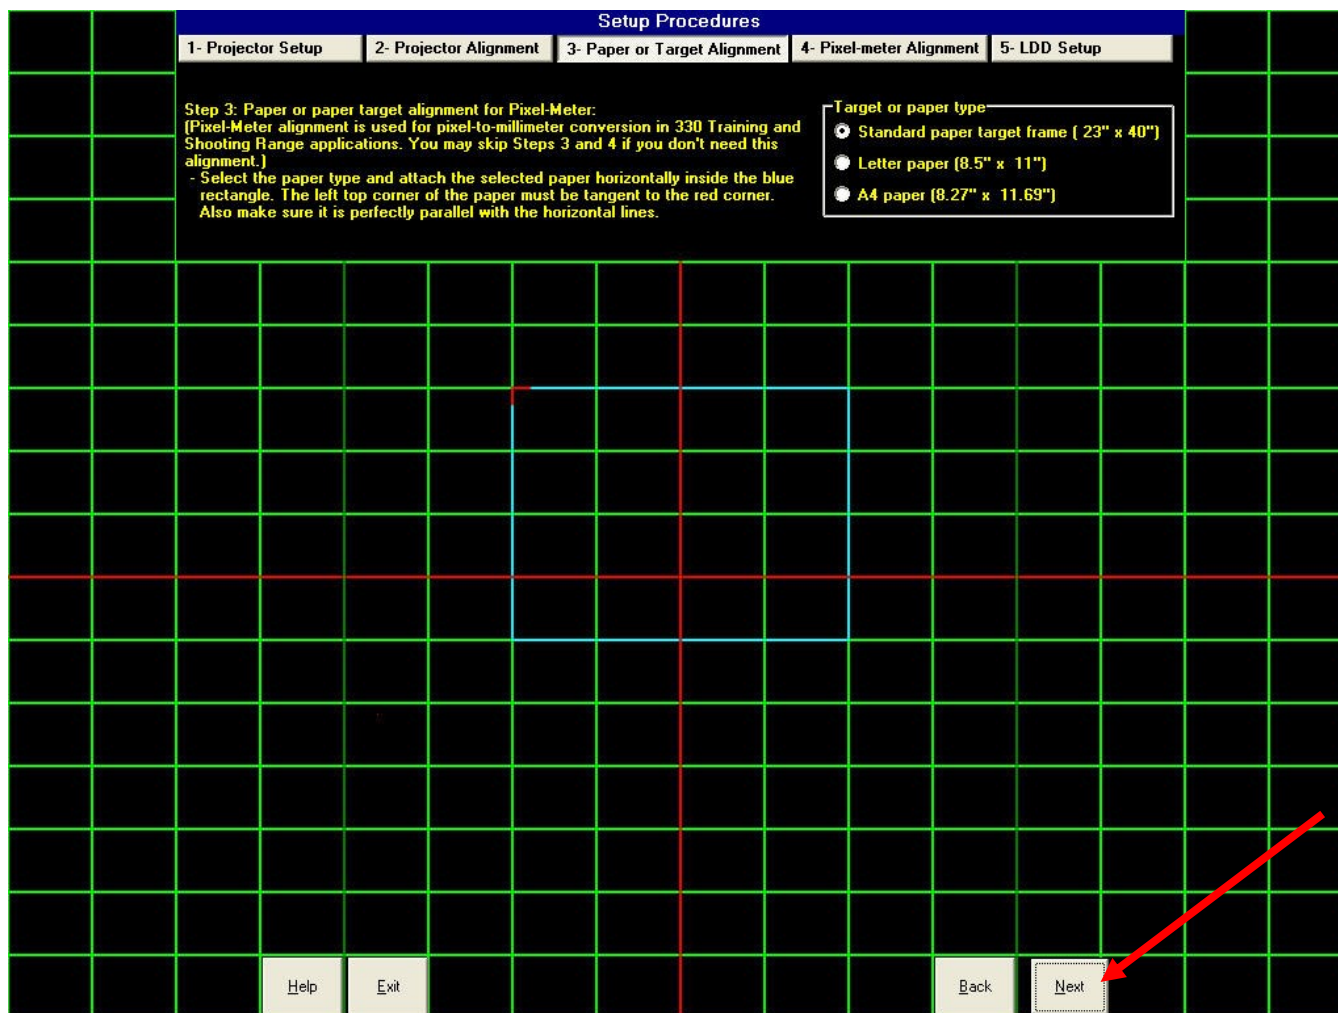 Setup Procedures
1- Projector Setup 2- Projector Alignment 3- Paper or Target Alignment 4- Pixel-meter Alignment 5- LDD Setup
Step 3: Paper or paper target alignment for Pixel-Meter:
(Pixel-Meter alignment is used for pixel-to-millimeter conversion in 330 Training and
Shooting Range applications. You may skip Steps 3 and 4 if you don't need this
alignment.)
- Select the paper type and attach the selected paper horizontally inside the blue
rectangle. The left top corner of the paper must be tangent to the red corner.
Also make sure it is perfectly parallel with the horizontal lines.
Target or paper type
Standard paper target frame ( 23" x 40")
Letter paper (8.5" x 11")
A4 paper (8.27" x 11.69")
Help Exit Back Next